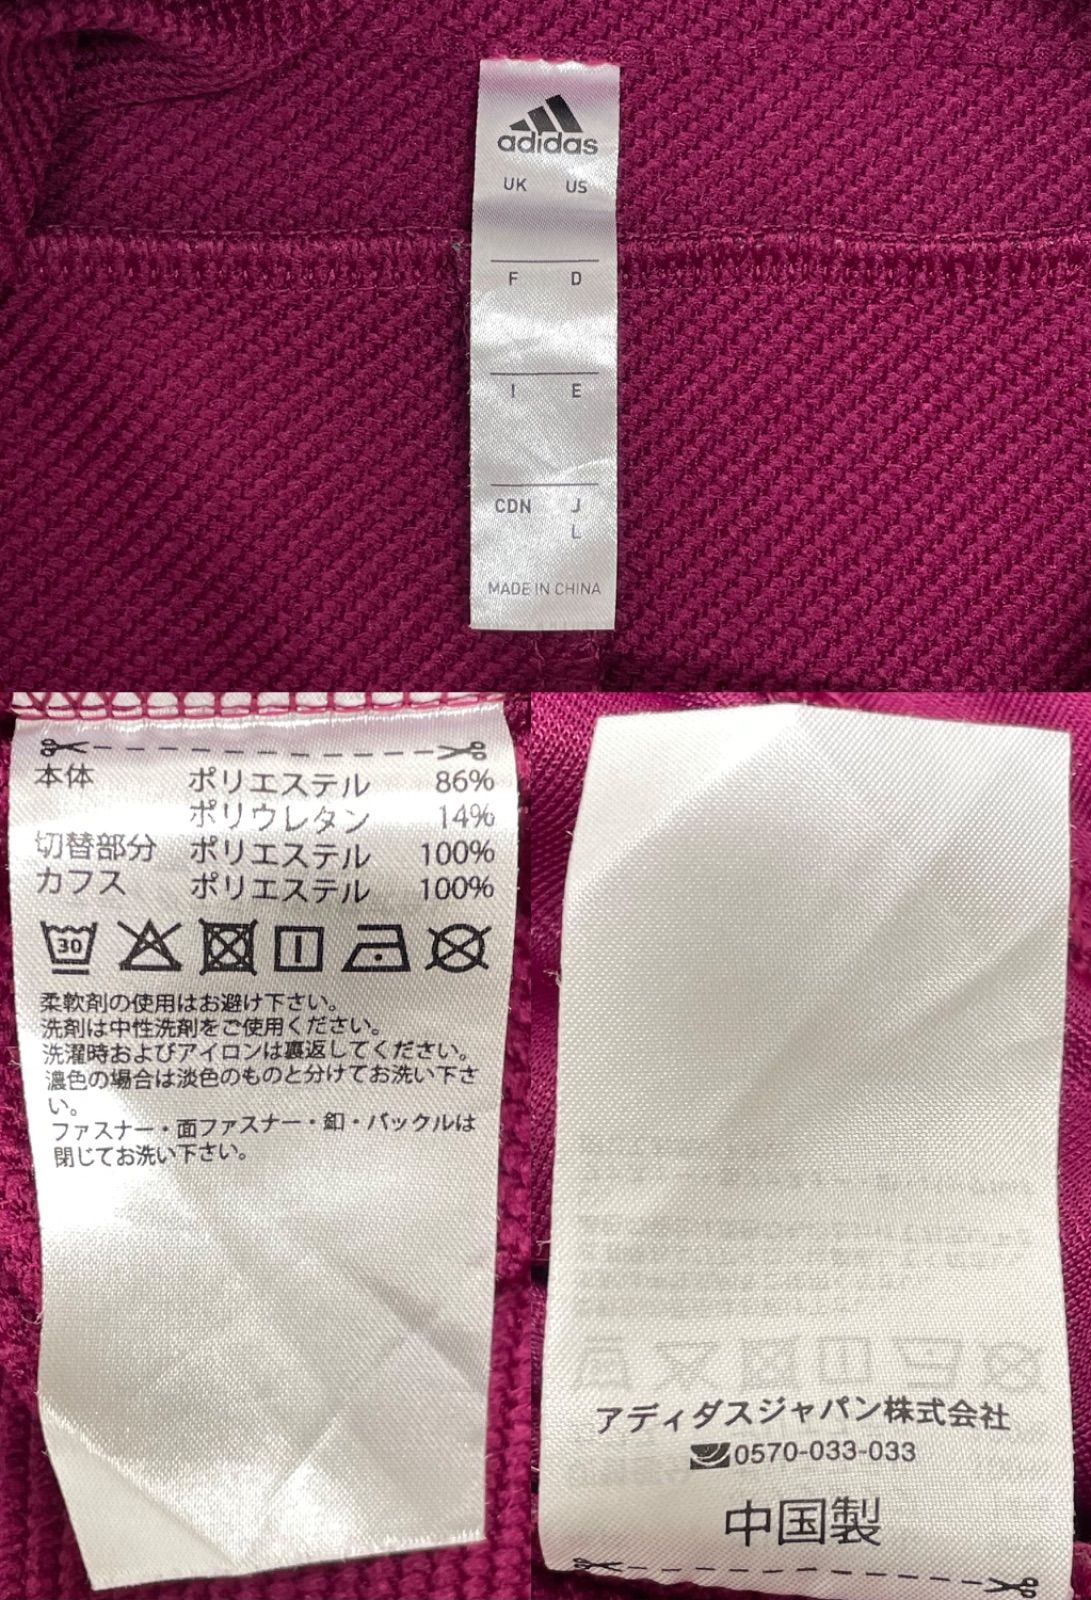 adidas
UK US
F D
I E
CDN J
L
MADE IN CHINA
本体 ポリエステル 86%
ポリウレタン 14%
切替部分 ポリエステル 100%
カフス ポリエステル 100%
30
柔軟剤の使用はお避け下さい。
洗剤は中性洗剤をご使用ください。
洗濯時およびアイロンは裏返してください。
濃色の場合は淡色のものと分けてお洗い下さ
い。
ファスナー・面ファスナー・釦・バックルは
閉じてお洗い下さい。
アディダスジャパン株式会社
0570-033-033
中国製